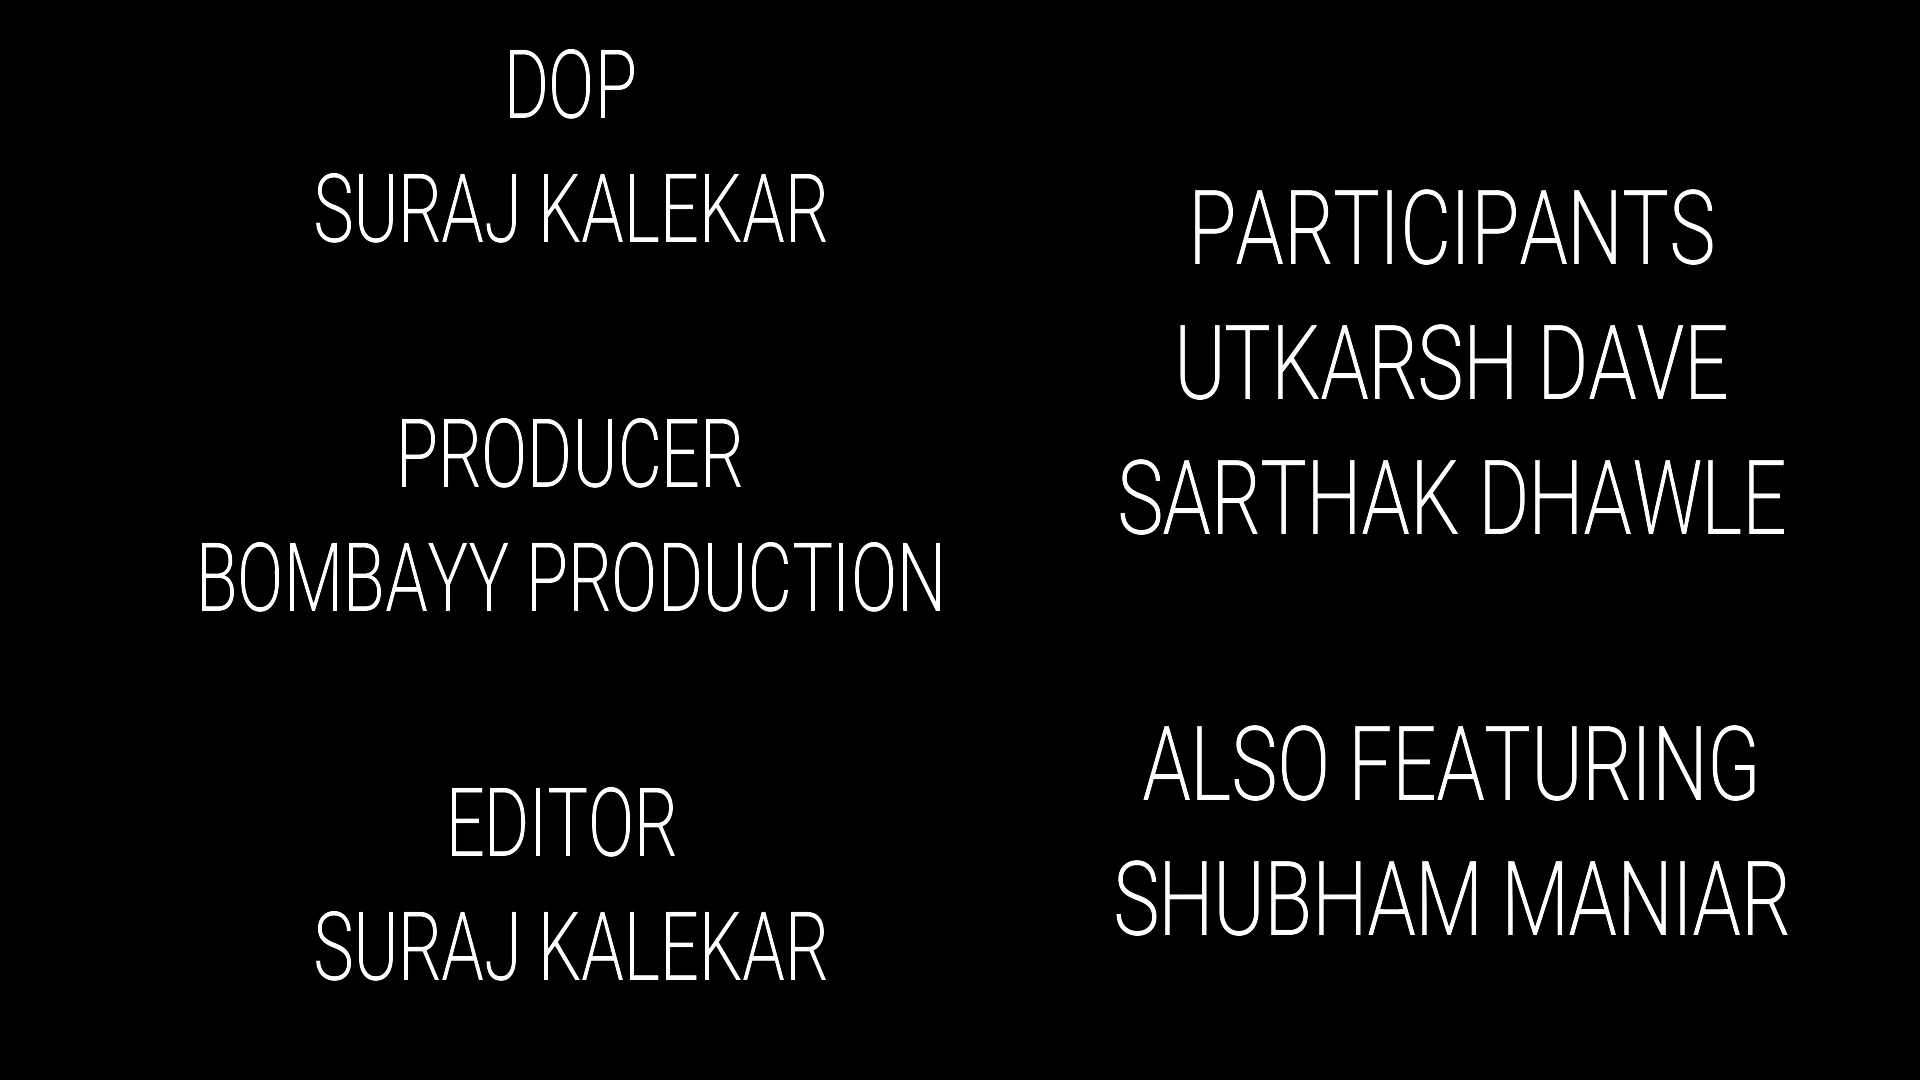 DOP
SURAJ KALEKAR
PRODUCER
BOMBAYY PRODUCTION
EDITOR
SURAJ KALEKAR
PARTICIPANTS
UTKARSH DAVE
SARTHAK DHAWLE
ALSO FEATURING
SHUBHAM MANIAR